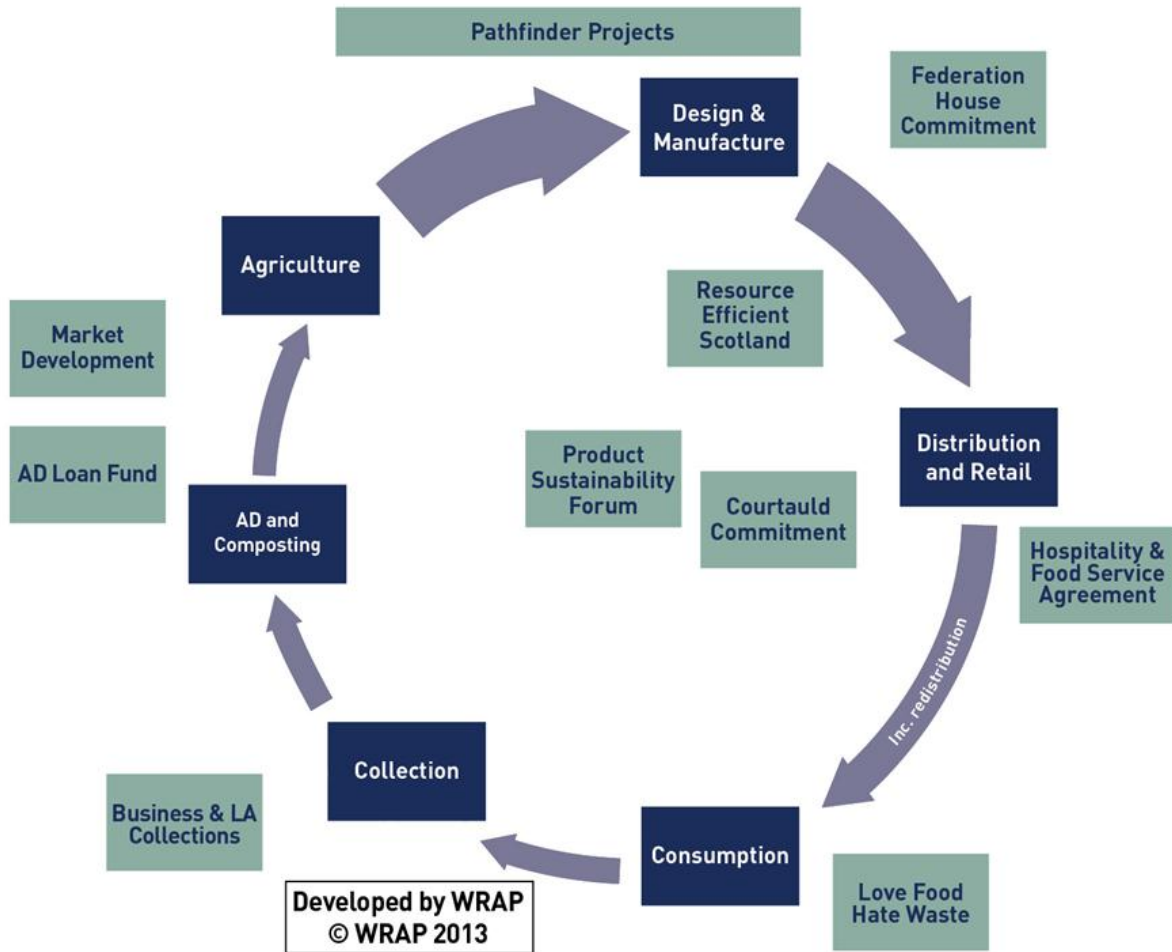 Pathfinder Projects
Design &
Manufacture
Federation
House
Commitment
Agriculture
Resource
Efficient
Scotland
Market
Development
Distribution
and Retail
AD Loan Fund
Product
Sustainability
Forum
Courtauld
Commitment
AD and
Composting
Hospitality &
Food Service
Agreement
Inc. redistribution
Collection
Business & LA
Collections
Consumption
Love Food
Hate Waste
Developed by WRAP
© WRAP 2013